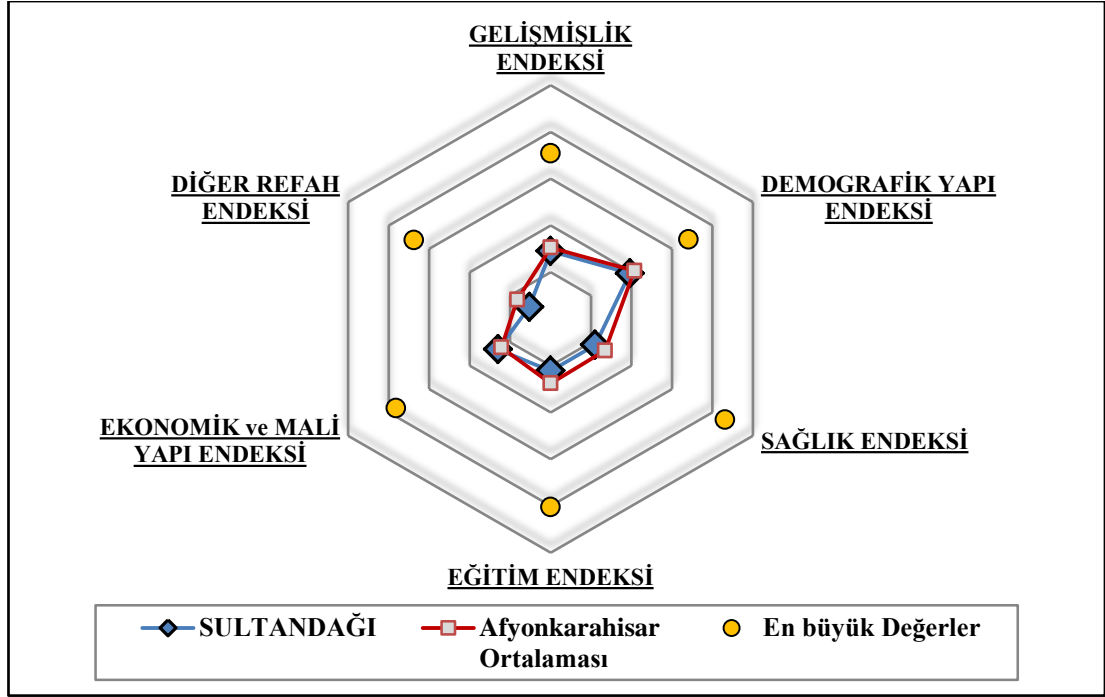 GELİŞMİŞLİK
ENDEKSİ
DİĞER REFAH
ENDEKSİ
DEMOGRAFİK YAPI
ENDEKSİ
EKONOMİK ve MALİ
YAPI ENDEKSİ
SAĞLIK ENDEKSİ
EĞİTİM ENDEKSİ
SULTANDAĞI
Afyonkarahisar
Ortalaması
En büyük Değerler